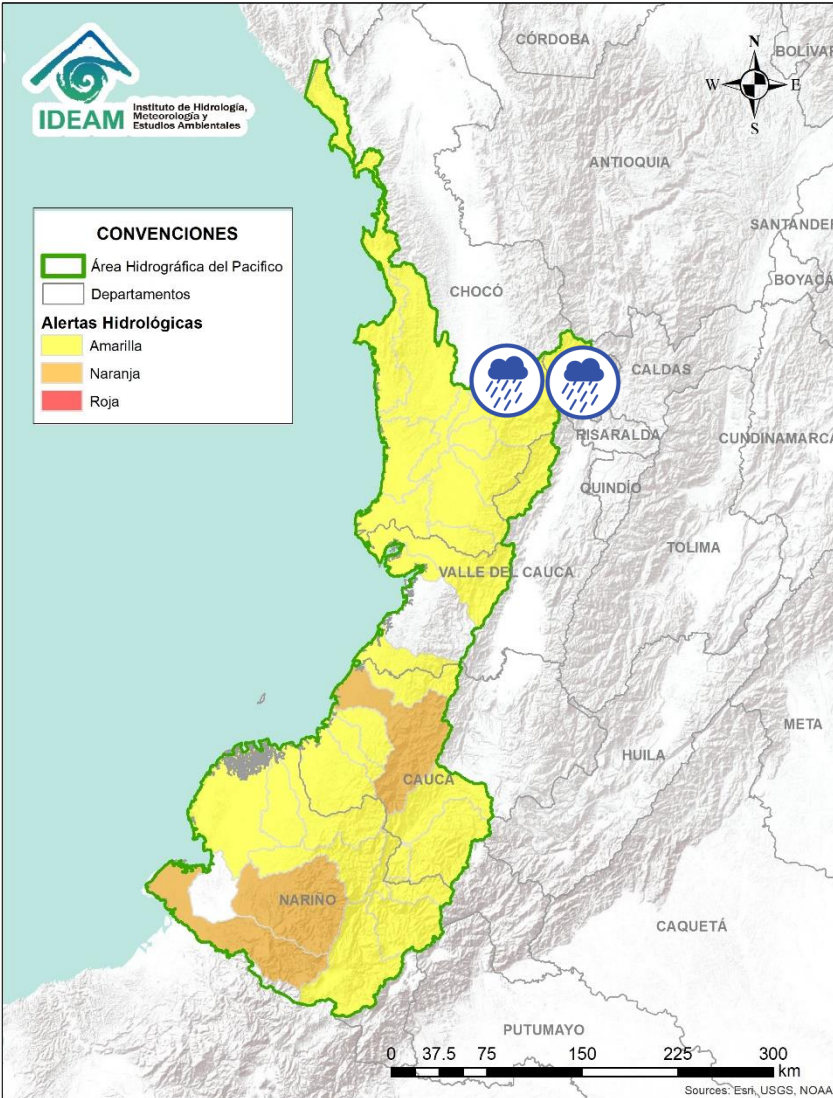 IDEAM
Instituto de Hidrología,
Meteorología y
Estudios Ambientales
CONVENCIONES
Área Hidrográfica del Pacifico
Departamentos
Alertas Hidrológicas
Amarilla
Naranja
Roja
N
W
E
S
CÓRDOBA
BOLÍVAR
ANTIOQUIA
SANTANDER
BOYACÁ
CHOCÓ
CALDAS
RISARALDA
CUNDINAMARCA
QUINDÍO
TOLIMA
VALLE DEL CAUCA
META
HUILA
CAUCA
NARIÑO
CAQUETÁ
PUTUMAYO
0 37.5 75 150 225 300
km
Sources: Esri, USGS, NOAA